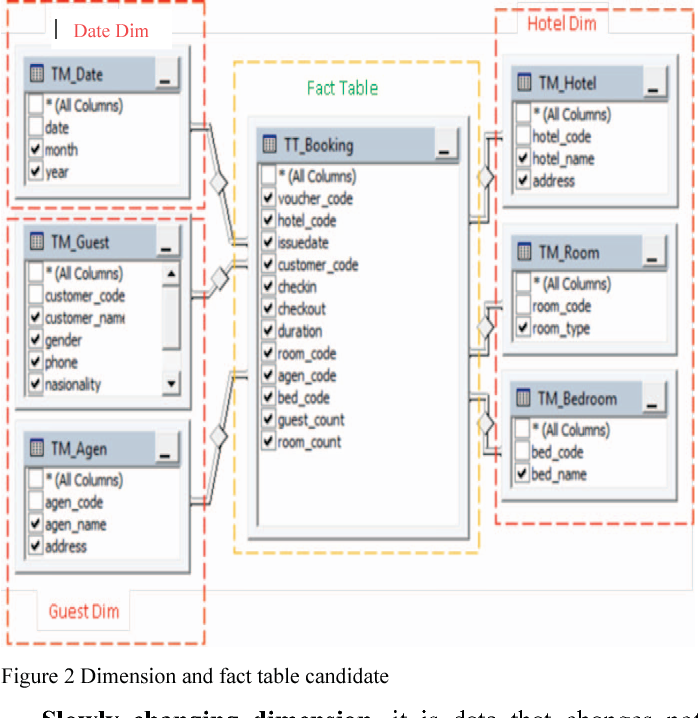 Date Dim
TM_Date
* (All Columns)
date
month
year
TM_Guest
* (All Columns)
customer_code
customer_name
gender
phone
nasionality
TM_Agen
* (All Columns)
agen_code
agen_name
address
Guest Dim
Fact Table
TT_Booking
* (All Columns)
voucher_code
hotel_code
issuedate
customer_code
checkin
checkout
duration
room_code
agen_code
bed_code
guest_count
room_count
Hotel Dim
TM_Hotel
* (All Columns)
hotel_code
hotel_name
address
TM_Room
* (All Columns)
room_code
room_type
TM_Bedroom
* (All Columns)
bed_code
bed_name
Figure 2 Dimension and fact table candidate
Slowly changing dimension, it is data that changes not